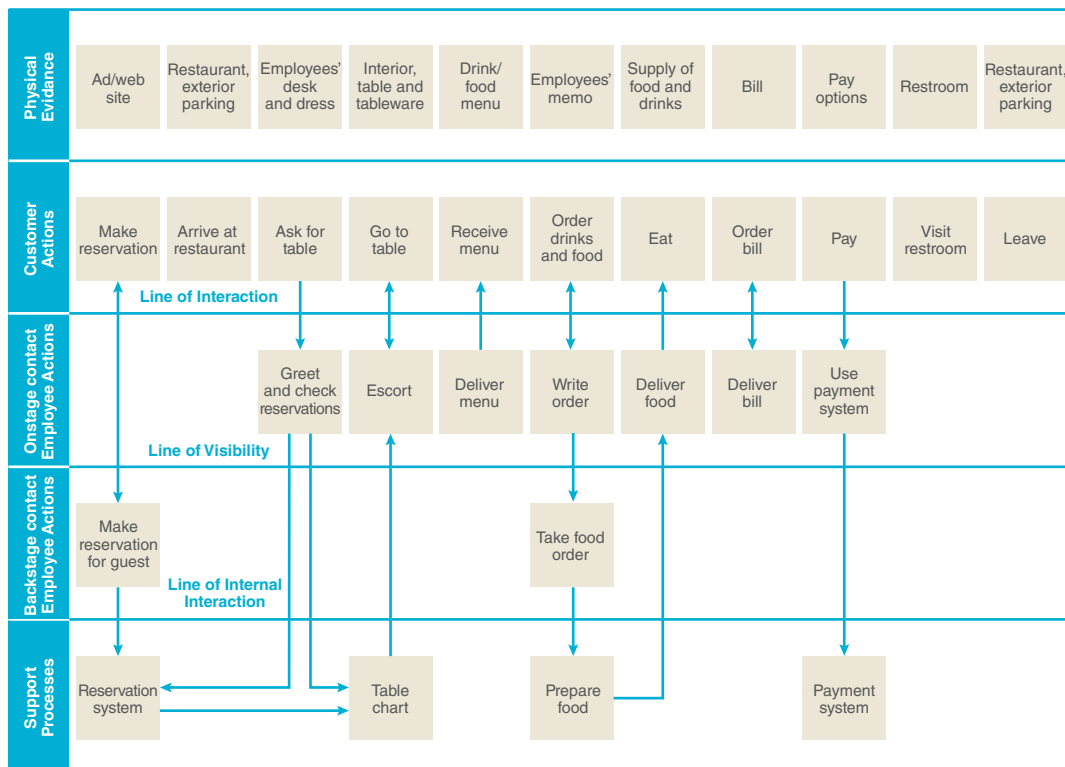 Physical
Evidence
Ad/web
site
Restaurant,
exterior
parking
Employees'
desk
and dress
Interior,
table and
tableware
Drink/
food
menu
Employees'
memo
Supply of
food and
drinks
Bill
Pay
options
Restroom
Restaurant,
exterior
parking
Customer
Actions
Make
reservation
Arrive at
restaurant
Ask for
table
Go to
table
Receive
menu
Order
drinks
and food
Eat
Order
bill
Pay
Visit
restroom
Leave
Line of Interaction
Onstage contact
Employee Actions
Greet
and check
reservations
Escort
Deliver
menu
Write
order
Deliver
food
Deliver
bill
Use
payment
system
Line of Visibility
Backstage contact
Employee Actions
Make
reservation
for guest
Take food
order
Line of Internal
Interaction
Support
Processes
Reservation
system
Table
chart
Prepare
food
Payment
system